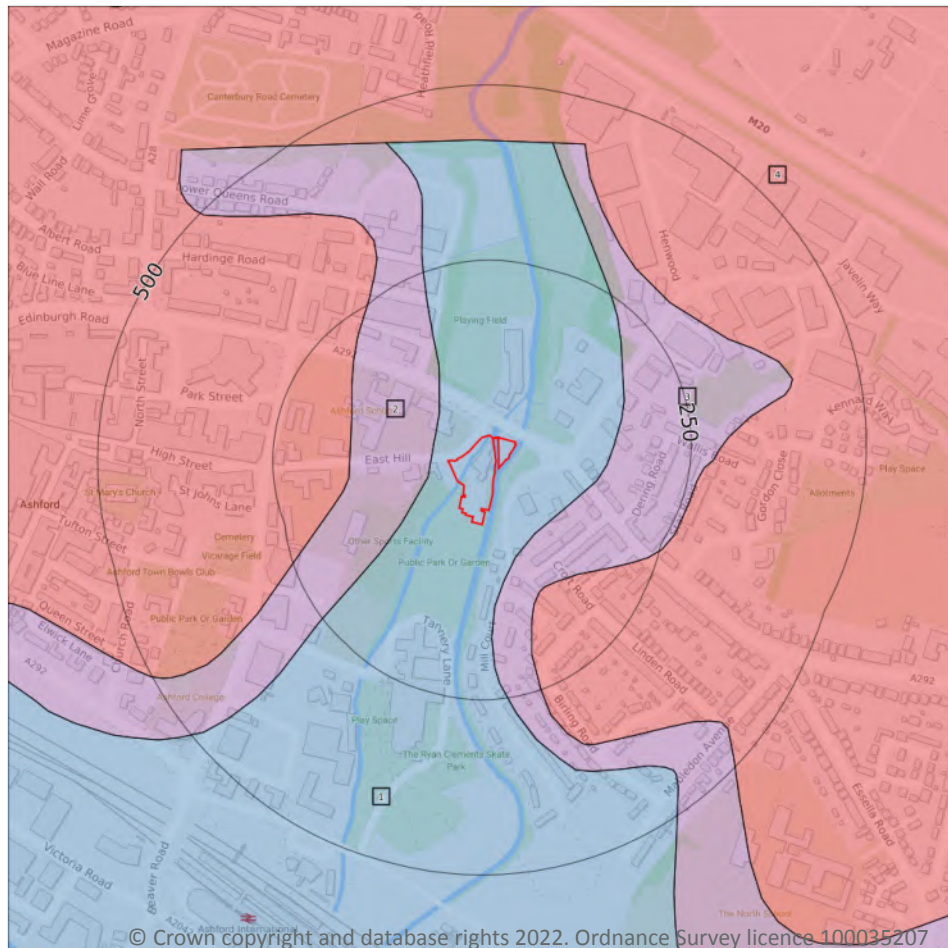 Magazine Road
Heathfield Road
Lime Grove
Canterbury Road Cemetery
M20
A28
4
Wall Road
Lower Queens Road
Albert Road
Hardinge Road
Henwood
Javelin Way
Blue Line Lane
500
Edinburgh Road
Playing Field
A292
North Street
Park Street
Ashford School
2
3
250
Kennard Way
East Hill
High Street
Dering Road
Gordon Close
Play Space
St Mary's Church
St Johns Lane
Allotments
Ashford
Tufton Street
Cemetery
Vicarage Field
Other Sports Facility
Ashford Town Bowls Club
Public Park Or Garden
Croft Road
Public Park Or Garden
Queen Street
Church Road
Tannery Lane
Mill Court
Elwick Lane
Linden Road
A292
A292
Ashford College
Birling Road
Play Space
The Ryan Clements Skate
Park
Mabledon Avenu
1
Essella Road
Victoria Road
Beaver Road
The North School
A2042
Ashford International
© Crown copyright and database rights 2022. Ordnance Survey licence 100035207